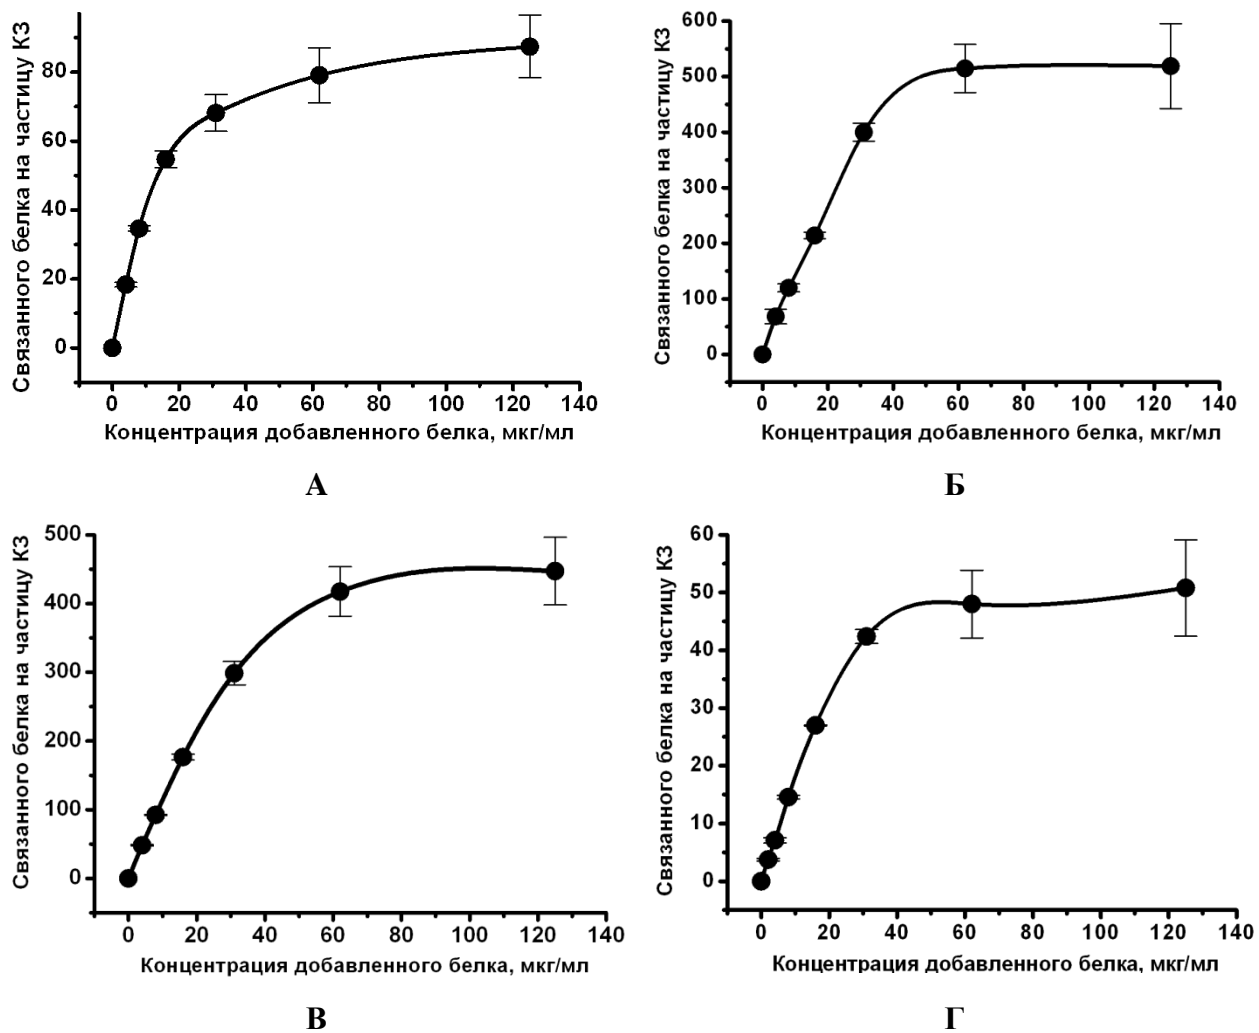 Связанного белка на частицу КЗ
80
60
40
20
0
0 20 40 60 80 100 120 140
Концентрация добавленного белка, мкг/мл
А
Связанного белка на частицу КЗ
600
500
400
300
200
100
0
0 20 40 60 80 100 120 140
Концентрация добавленного белка, мкг/мл
Б
Связанного белка на частицу КЗ
500
400
300
200
100
0
0 20 40 60 80 100 120 140
Концентрация добавленного белка, мкг/мл
В
Связанного белка на частицу КЗ
60
50
40
30
20
10
0
0 20 40 60 80 100 120 140
Концентрация добавленного белка, мкг/мл
Г